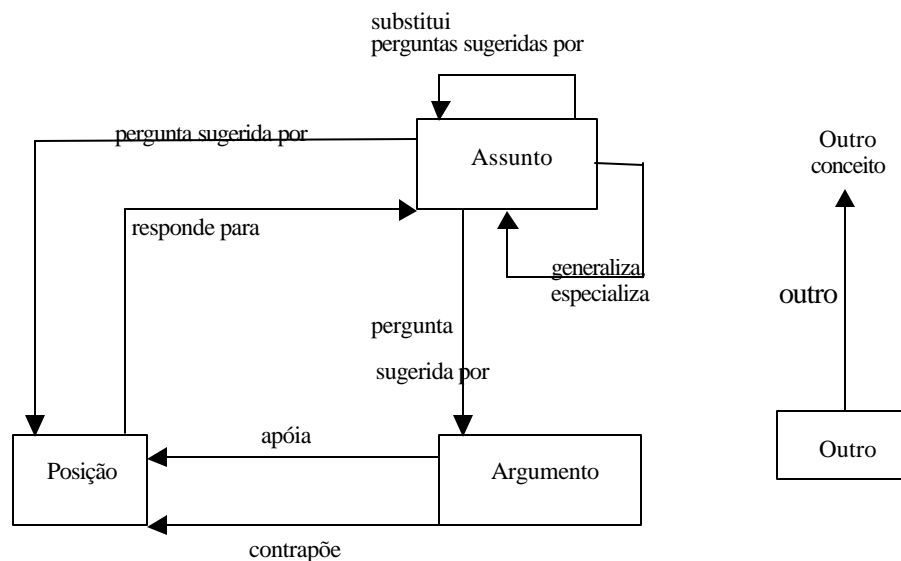 substitui
perguntas sugeridas por
pergunta sugerida por
Assunto
Outro
conceito
responde para
generaliza,
especializa
outro
pergunta
sugerida por
apóia
Posição
Argumento
Outro
contrapõe